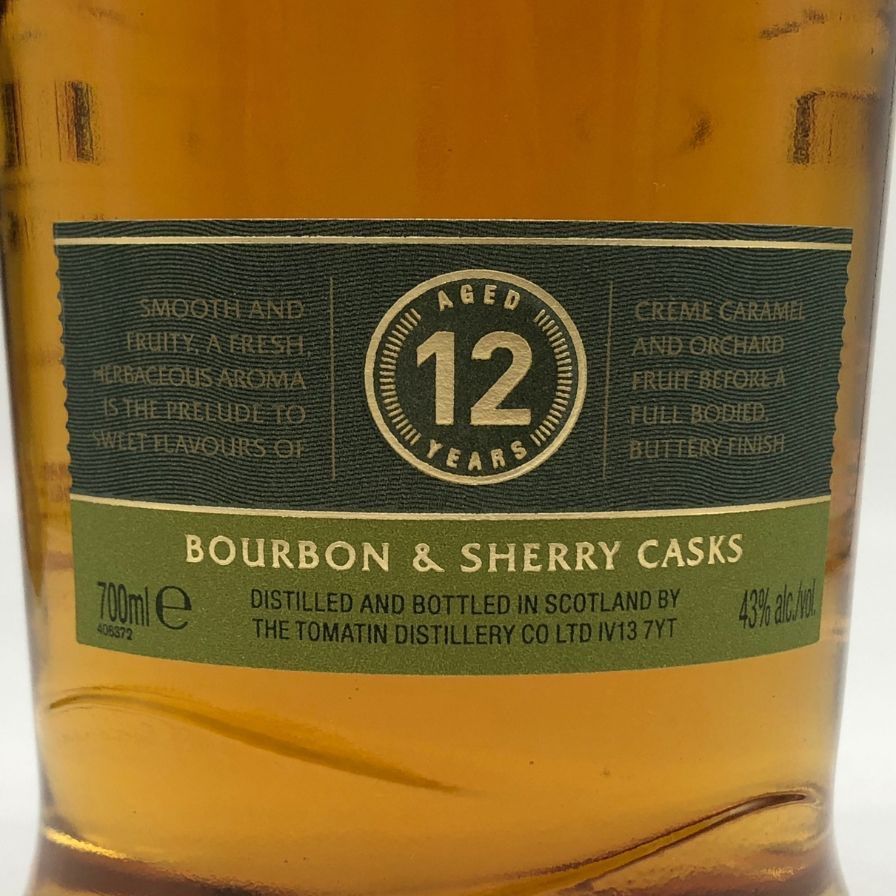 SMOOTH AND
FRUITY, A FRESH,
HERBACEOUS AROMA
IS THE PRELUDE TO
SWEET FLAVOURS OF
AGED
12
YEARS
CRÈME CARAMEL
AND ORCHARD
FRUIT BEFORE A
FULL BODIED,
BUTTERY FINISH
BOURBON & SHERRY CASKS
700ml ℮
406372
DISTILLED AND BOTTLED IN SCOTLAND BY
THE TOMATIN DISTILLERY CO LTD IV13 7YT
43% alc./vol.